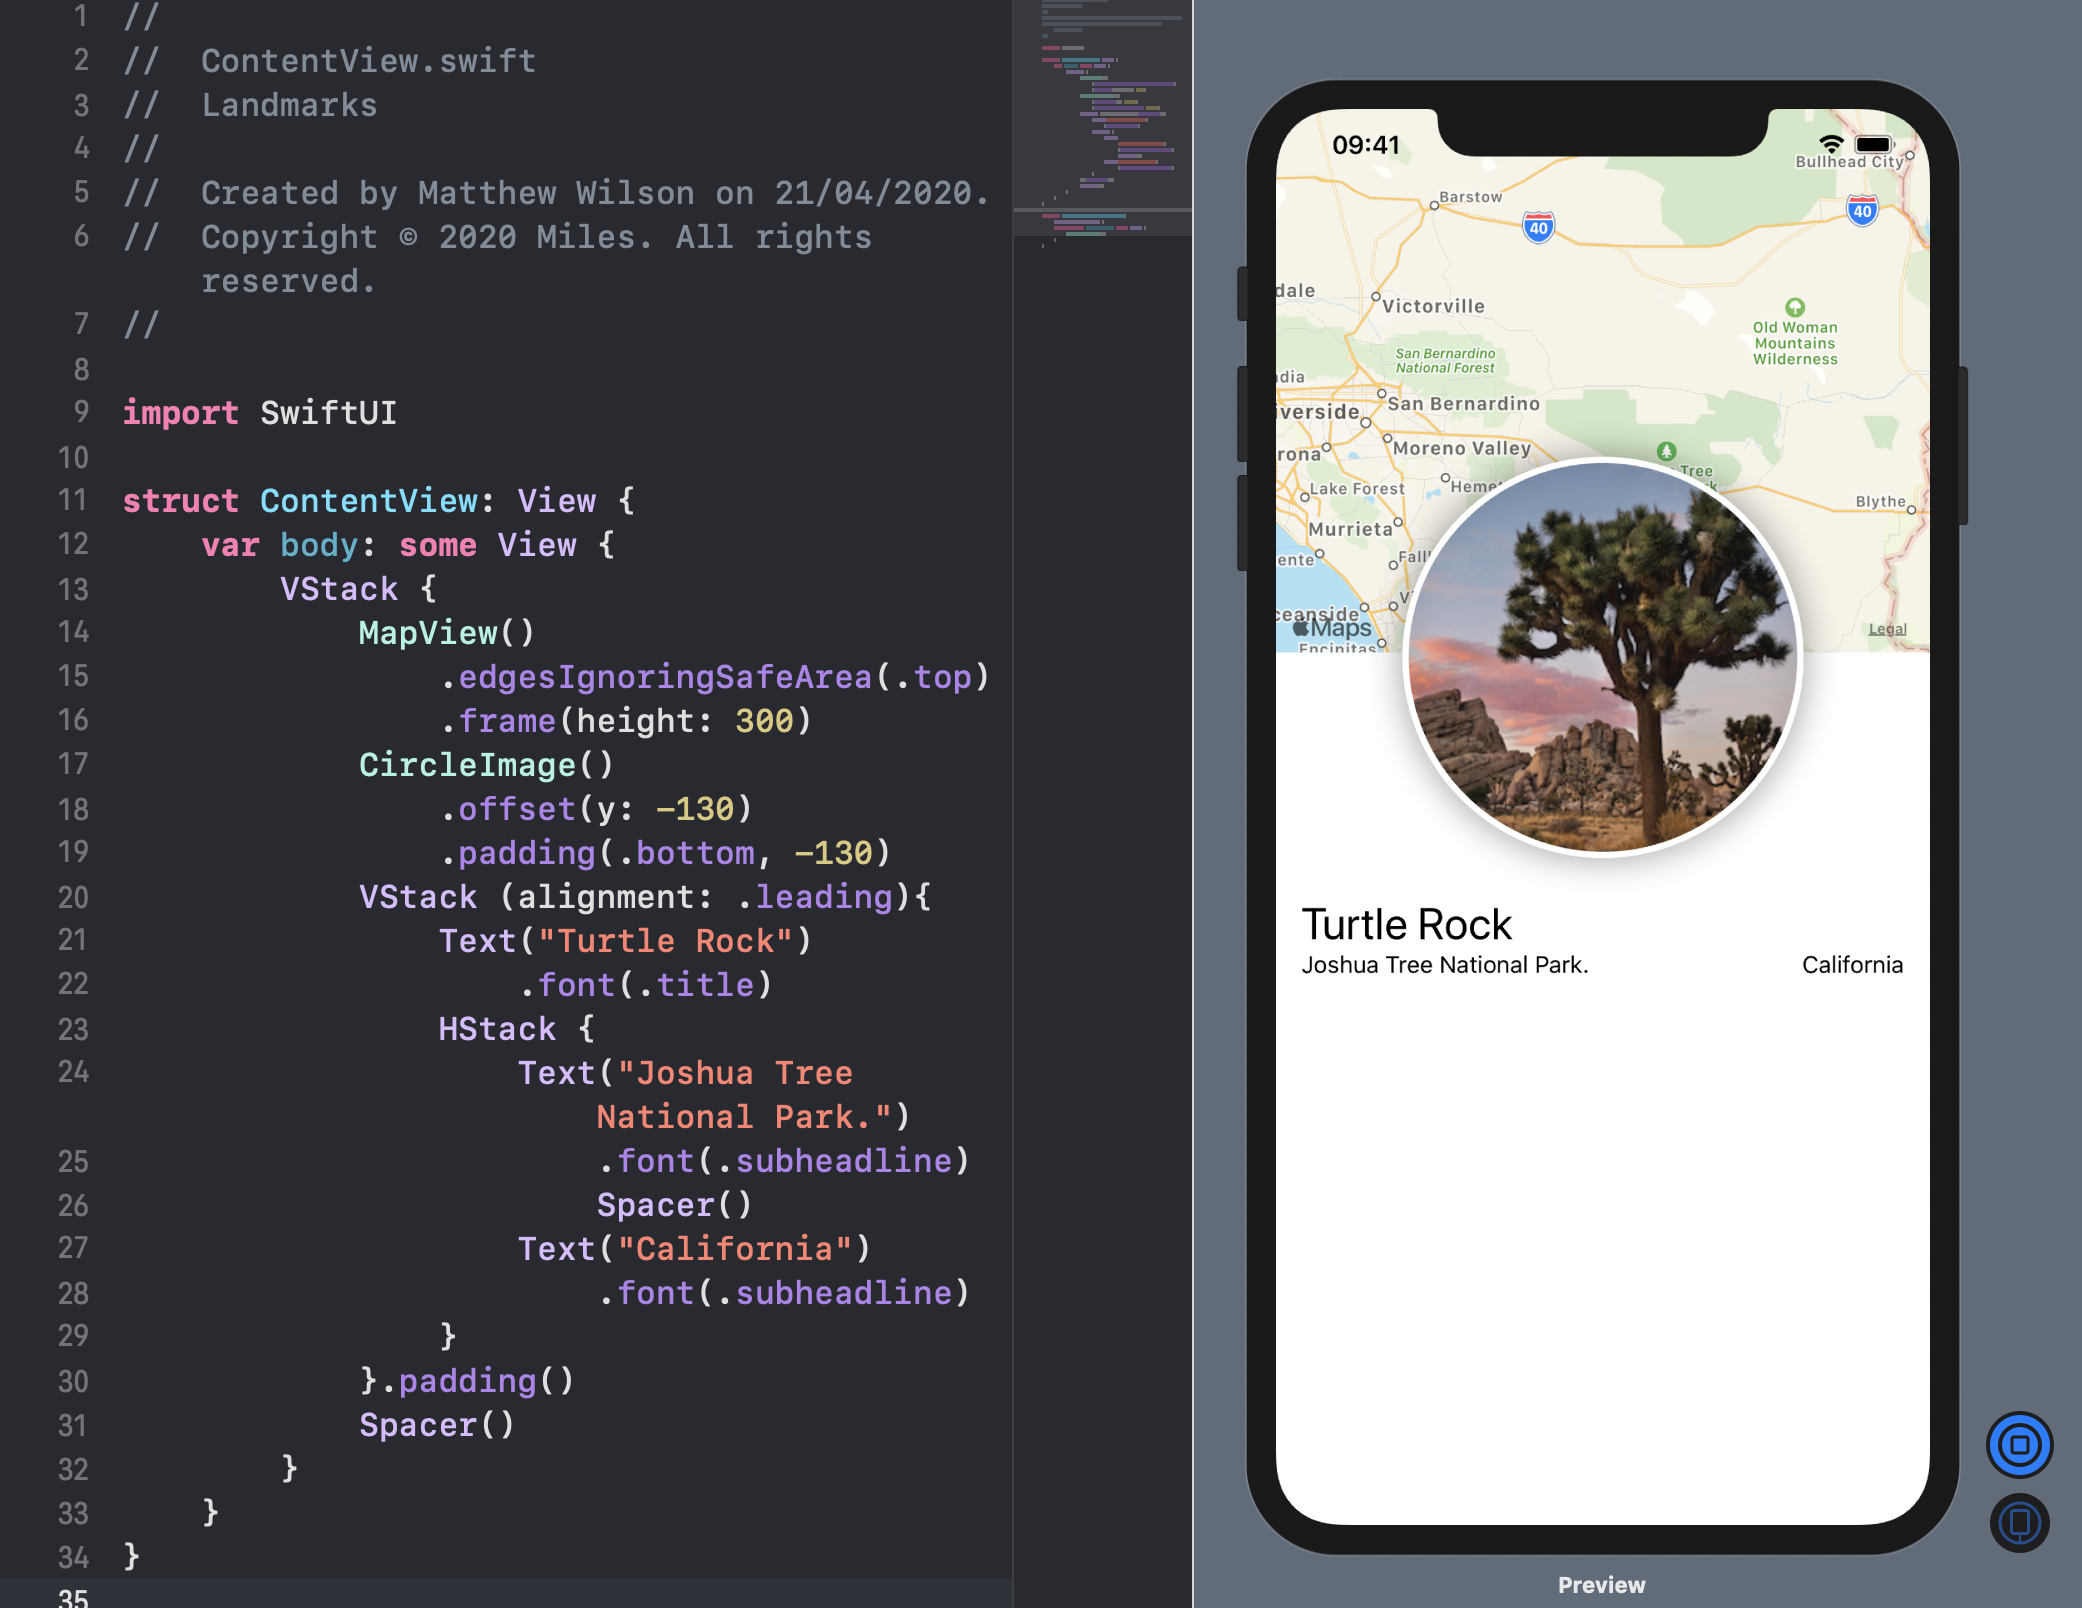 1 //
2 //  ContentView.swift
3 //  Landmarks
4 //
5 //  Created by Matthew Wilson on 21/04/2020.
6 //  Copyright © 2020 Miles. All rights
reserved.
7 //
8
9 import SwiftUI
10
11 struct ContentView: View {
12     var body: some View {
13         VStack {
14             MapView()
15                 .edgesIgnoringSafeArea(.top)
16                 .frame(height: 300)
17             CircleImage()
18                 .offset(y: -130)
19                 .padding(.bottom, -130)
20             VStack (alignment: .leading){
21                 Text("Turtle Rock")
22                     .font(.title)
23                 HStack {
24                     Text("Joshua Tree
National Park.")
25                         .font(.subheadline)
26                         Spacer()
27                     Text("California")
28                         .font(.subheadline)
29                 }
30             }.padding()
31             Spacer()
32         }
33     }
34 }
35
09:41
Bullhead City
Barstow
40
40
dale
Victorville
Old Woman
Mountains
Wilderness
San Bernardino
National Forest
ndia
San Bernardino
iverside
Moreno Valley
rona
Tree
Lake Forest
Heme
Blythe
Murrieta
ente
Fall
ceanside
Maps
Legal
Encinitas
Turtle Rock
Joshua Tree National Park.
California
Preview